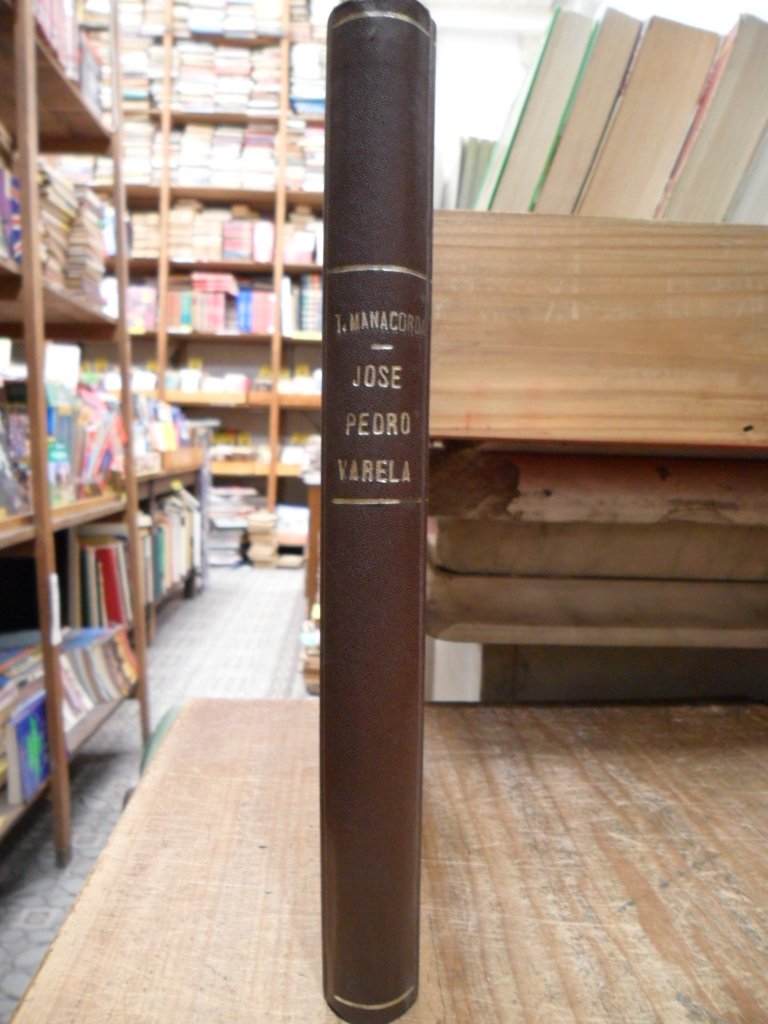 T. MANACORDA
JOSE
PEDRO
VARELA